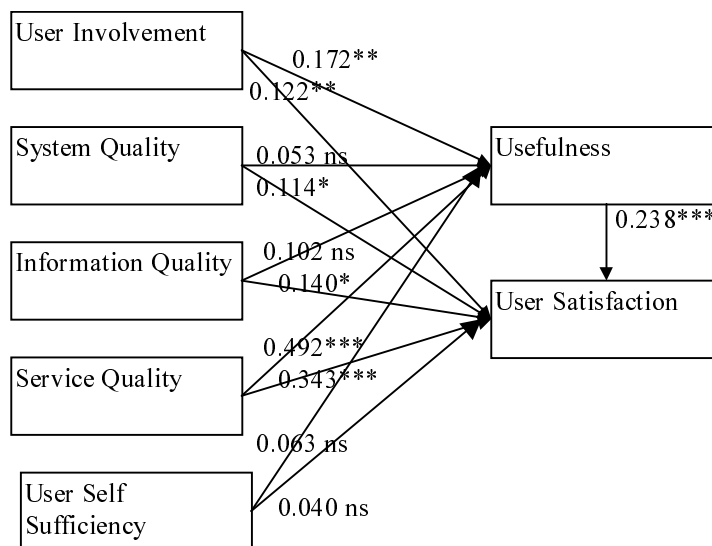 User Involvement
0.172**
0.122**
System Quality
0.053 ns
Usefulness
0.114*
0.238***
Information Quality
0.102 ns
0.140*
User Satisfaction
0.492***
Service Quality
0.343***
0.063 ns
User Self
Sufficiency
0.040 ns